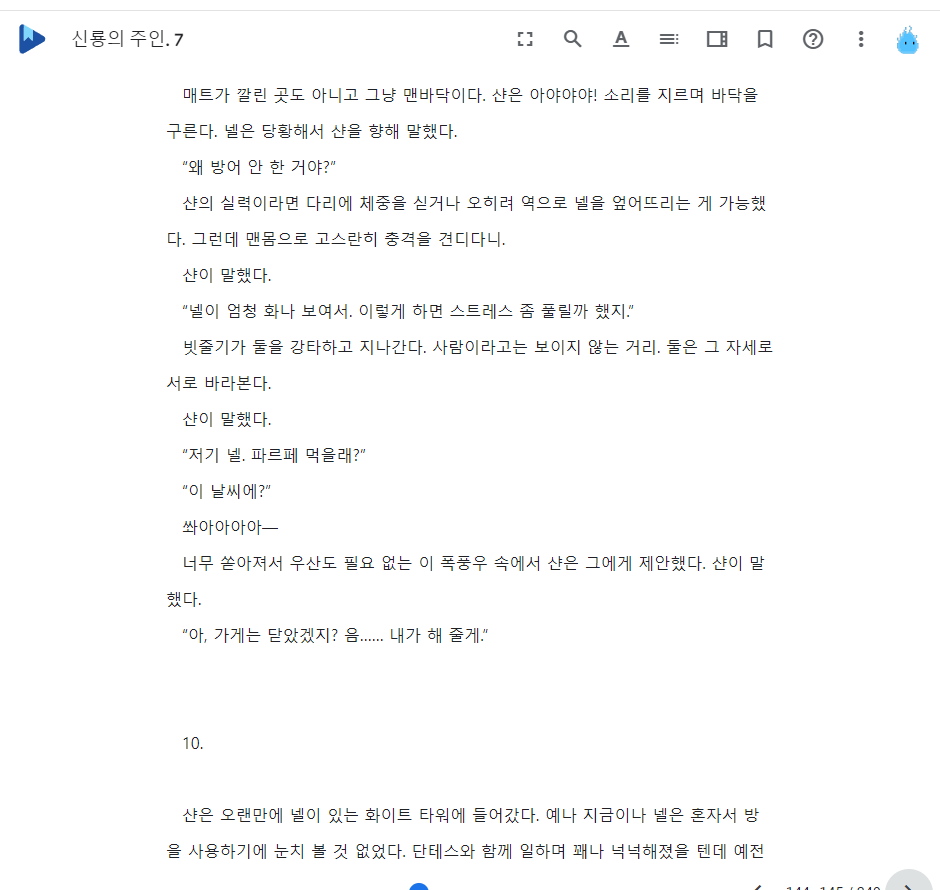 신룡의 주인. 7
매트가 깔린 곳도 아니고 그냥 맨바닥이다. 샨은 아야야야! 소리를 지르며 바닥을
구른다. 넬은 당황해서 샨을 향해 말했다.
“왜 방어 안 한 거야?”
샨의 실력이라면 다리에 체중을 싣거나 오히려 역으로 넬을 엎어뜨리는 게 가능했
다. 그런데 맨몸으로 고스란히 충격을 견디다니.
샨이 말했다.
“넬이 엄청 화나 보여서. 이렇게 하면 스트레스 좀 풀릴까 했지.”
빗줄기가 둘을 강타하고 지나간다. 사람이라고는 보이지 않는 거리. 둘은 그 자세로
서로 바라본다.
샨이 말했다.
“저기 넬. 파르페 먹을래?”
“이 날씨에?”
쏴아아아아―
너무 쏟아져서 우산도 필요 없는 이 폭풍우 속에서 샨은 그에게 제안했다. 샨이 말
했다.
“아, 가게는 닫았겠지? 음…… 내가 해 줄게.”
10.
샨은 오랜만에 넬이 있는 화이트 타워에 들어갔다. 예나 지금이나 넬은 혼자서 방
을 사용하기에 눈치 볼 것 없었다. 단테스와 함께 일하며 꽤나 넉넉해졌을 텐데 예전